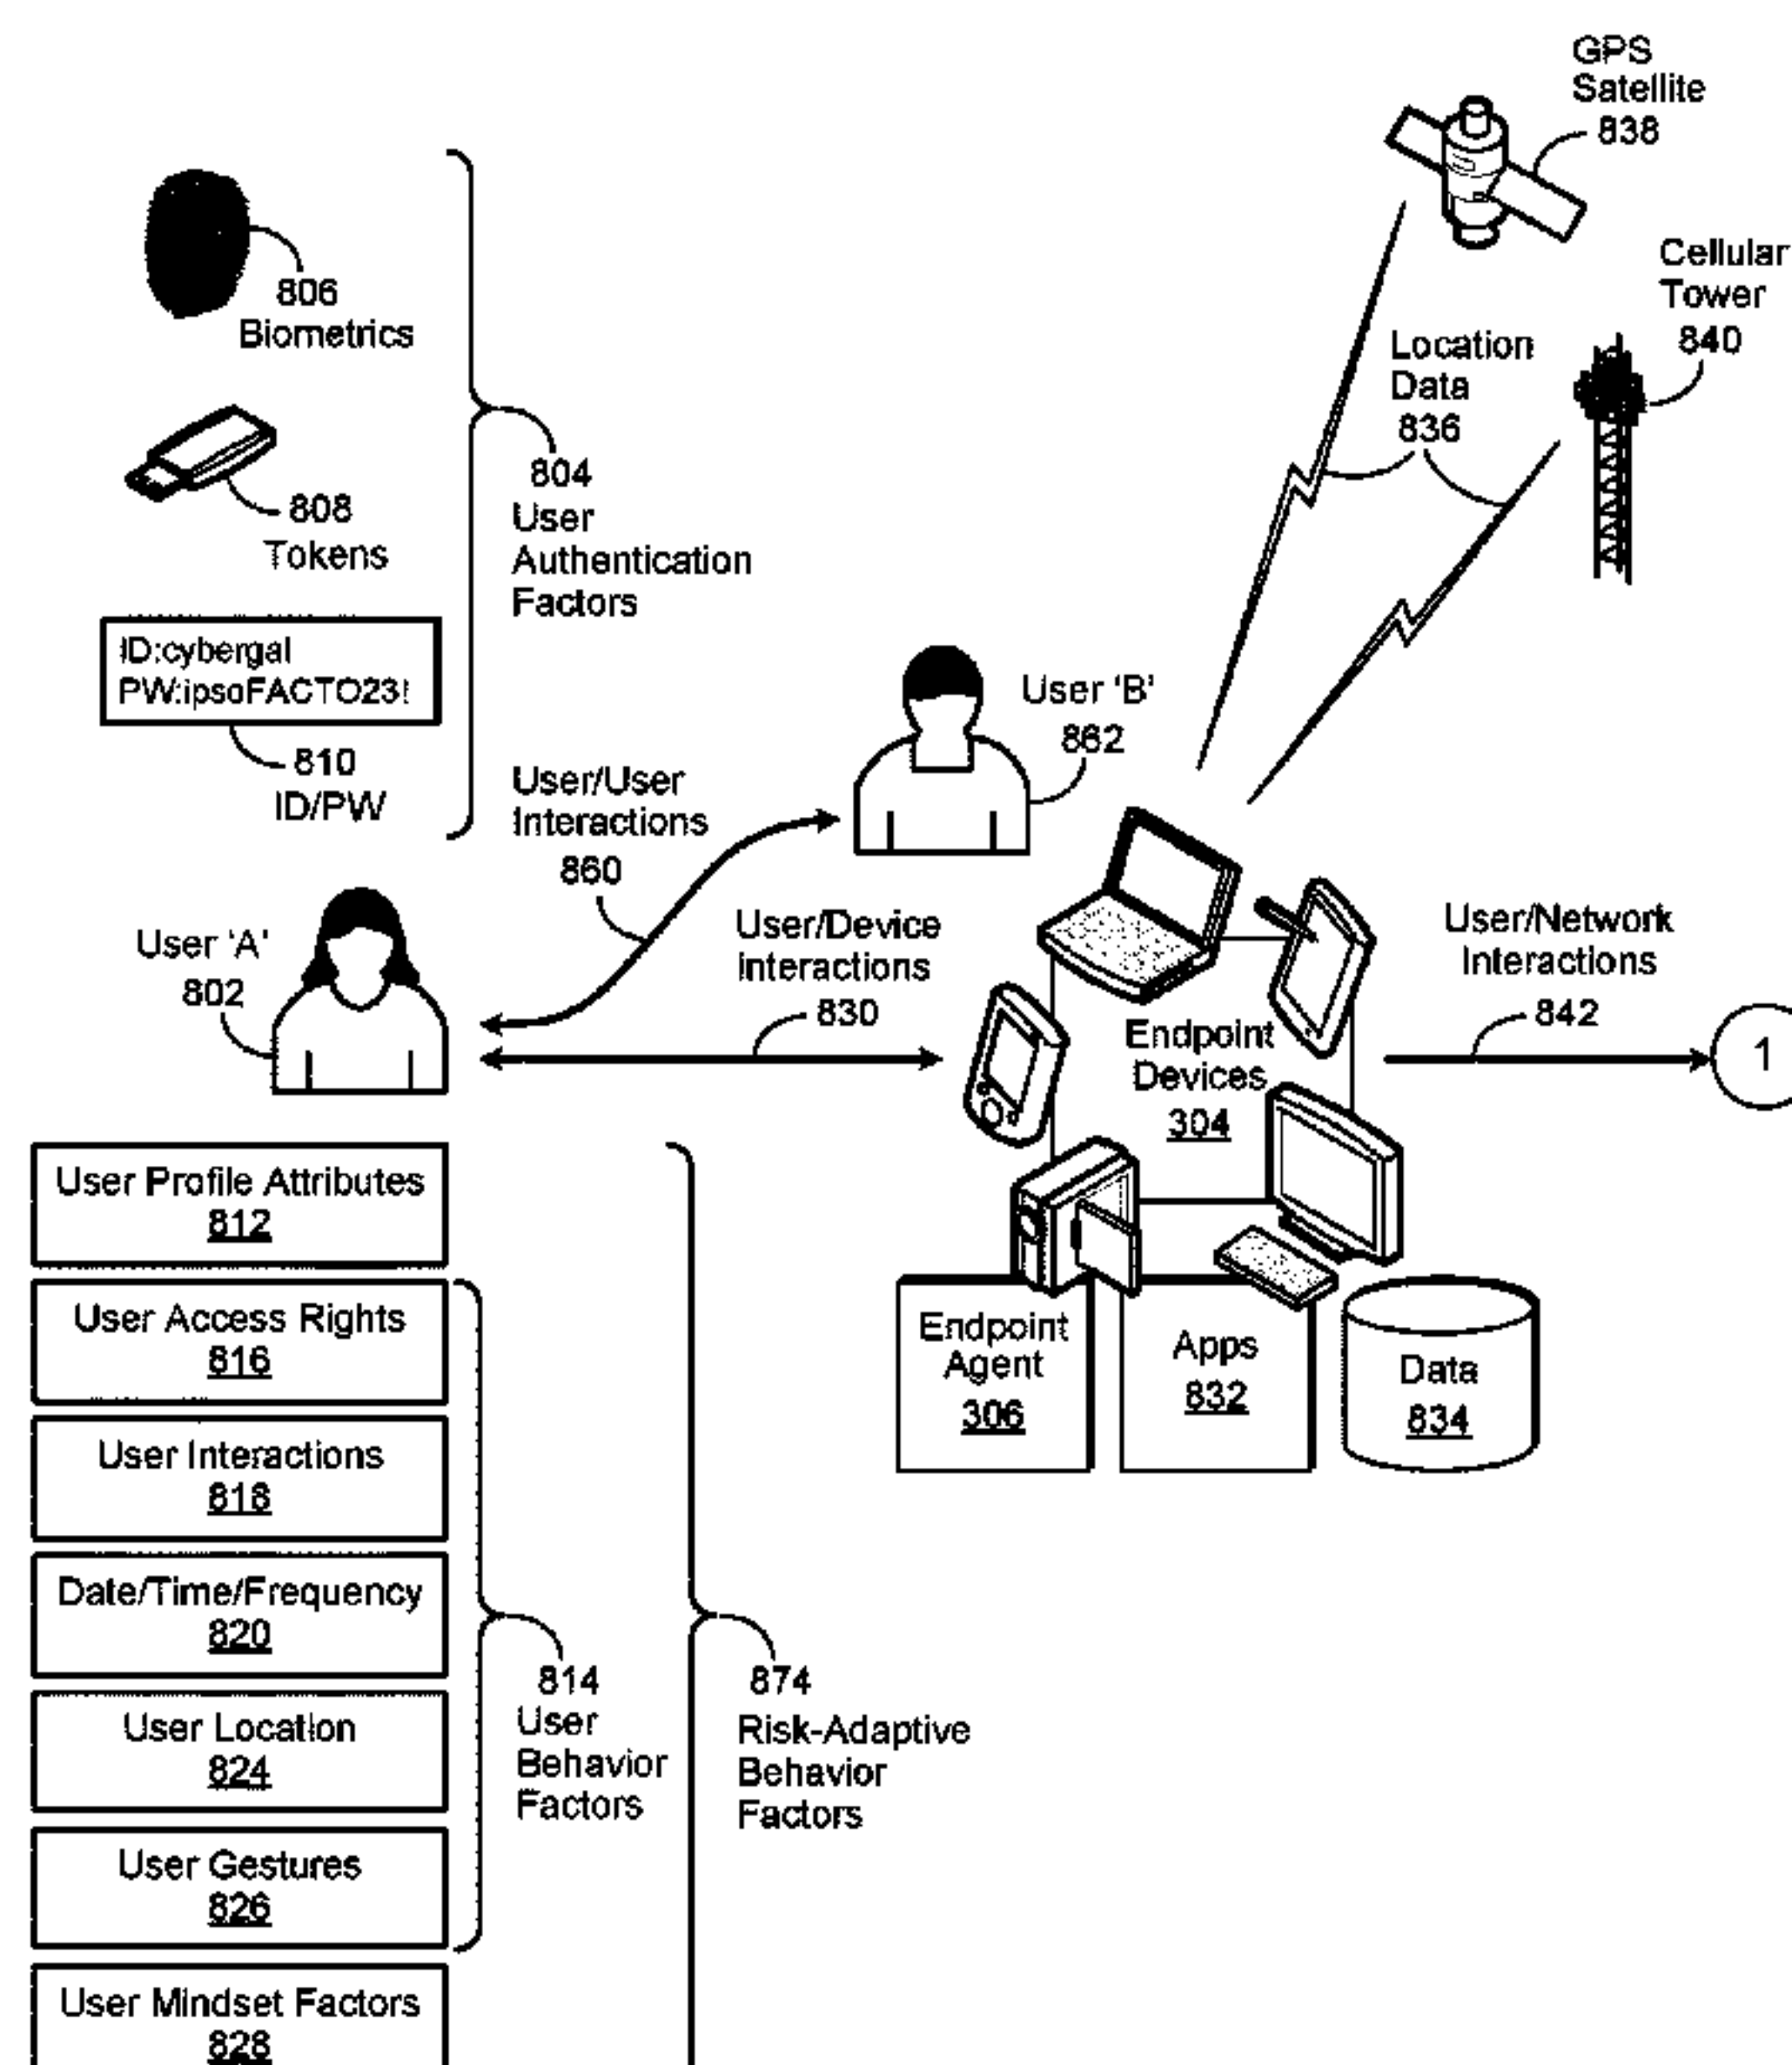 GPS
Satellite
838
Cellular
Tower
840
Location
Data
836
806
Biometrics
808
Tokens
804
User
Authentication
Factors
ID:cybergal
PW:ipsoFACTO23!
810
ID/PW
User 'B'
862
User/User
Interactions
860
User 'A'
802
User/Device
Interactions
830
User/Network
Interactions
842
1
Endpoint
Devices
304
User Profile Attributes
812
User Access Rights
816
User Interactions
818
Date/Time/Frequency
820
User Location
824
User Gestures
826
User Mindset Factors
828
814
User
Behavior
Factors
874
Risk-Adaptive
Behavior
Factors
Endpoint
Agent
306
Apps
832
Data
834